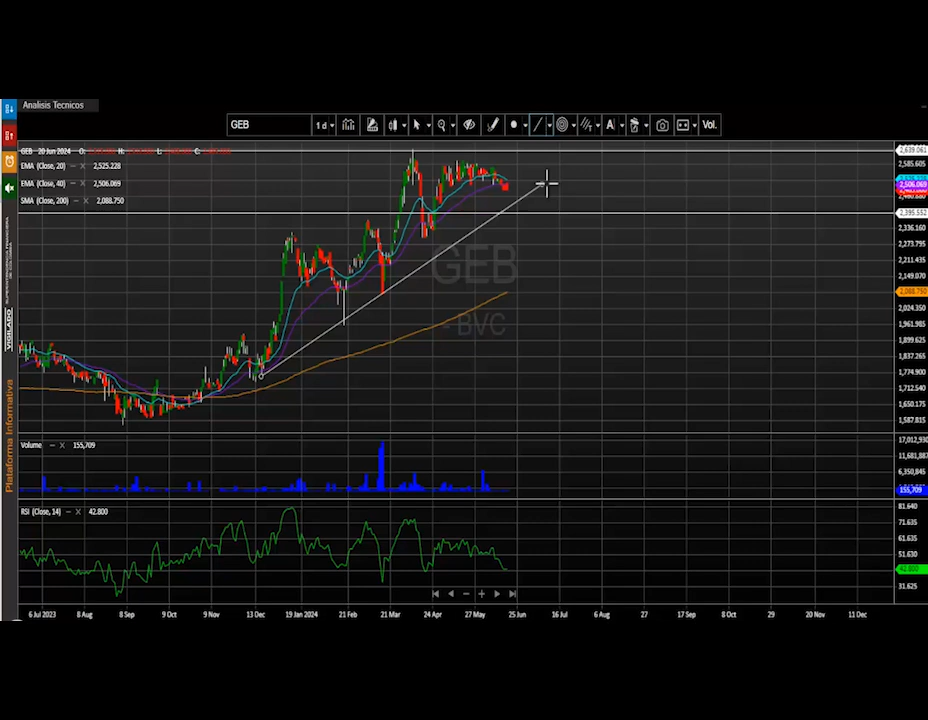 Analisis Tecnicos
GEB
1 d
Vol.
GEB 20 Jun 2024 O: H: L: C:
EMA (Close, 20) 2,525.228
EMA (Close, 40) 2,506.069
SMA (Close, 200) 2,088.750
GEB
- BVC
2,639.061
2,585.605
2,506.069
2,395.552
2,336.160
2,273.795
2,211.435
2,149.070
2,088.750
2,024.350
1,961.985
1,899.625
1,837.265
1,774.900
1,712.540
1,650.175
1,587.815
Volume 155,709
17,012,930
11,681,887
6,350,845
155,709
RSI (Close, 14) 42.800
81.640
71.635
61.635
51.630
42.800
31.625
6 Jul 2023 8 Aug 8 Sep 9 Oct 9 Nov 13 Dec 19 Jan 2024 21 Feb 21 Mar 24 Apr 27 May 25 Jun 16 Jul 6 Aug 27 17 Sep 8 Oct 29 20 Nov 11 Dec
VIGILADO
SUPERINTENDENCIA FINANCIERA
DE COLOMBIA
Plataforma Informativa